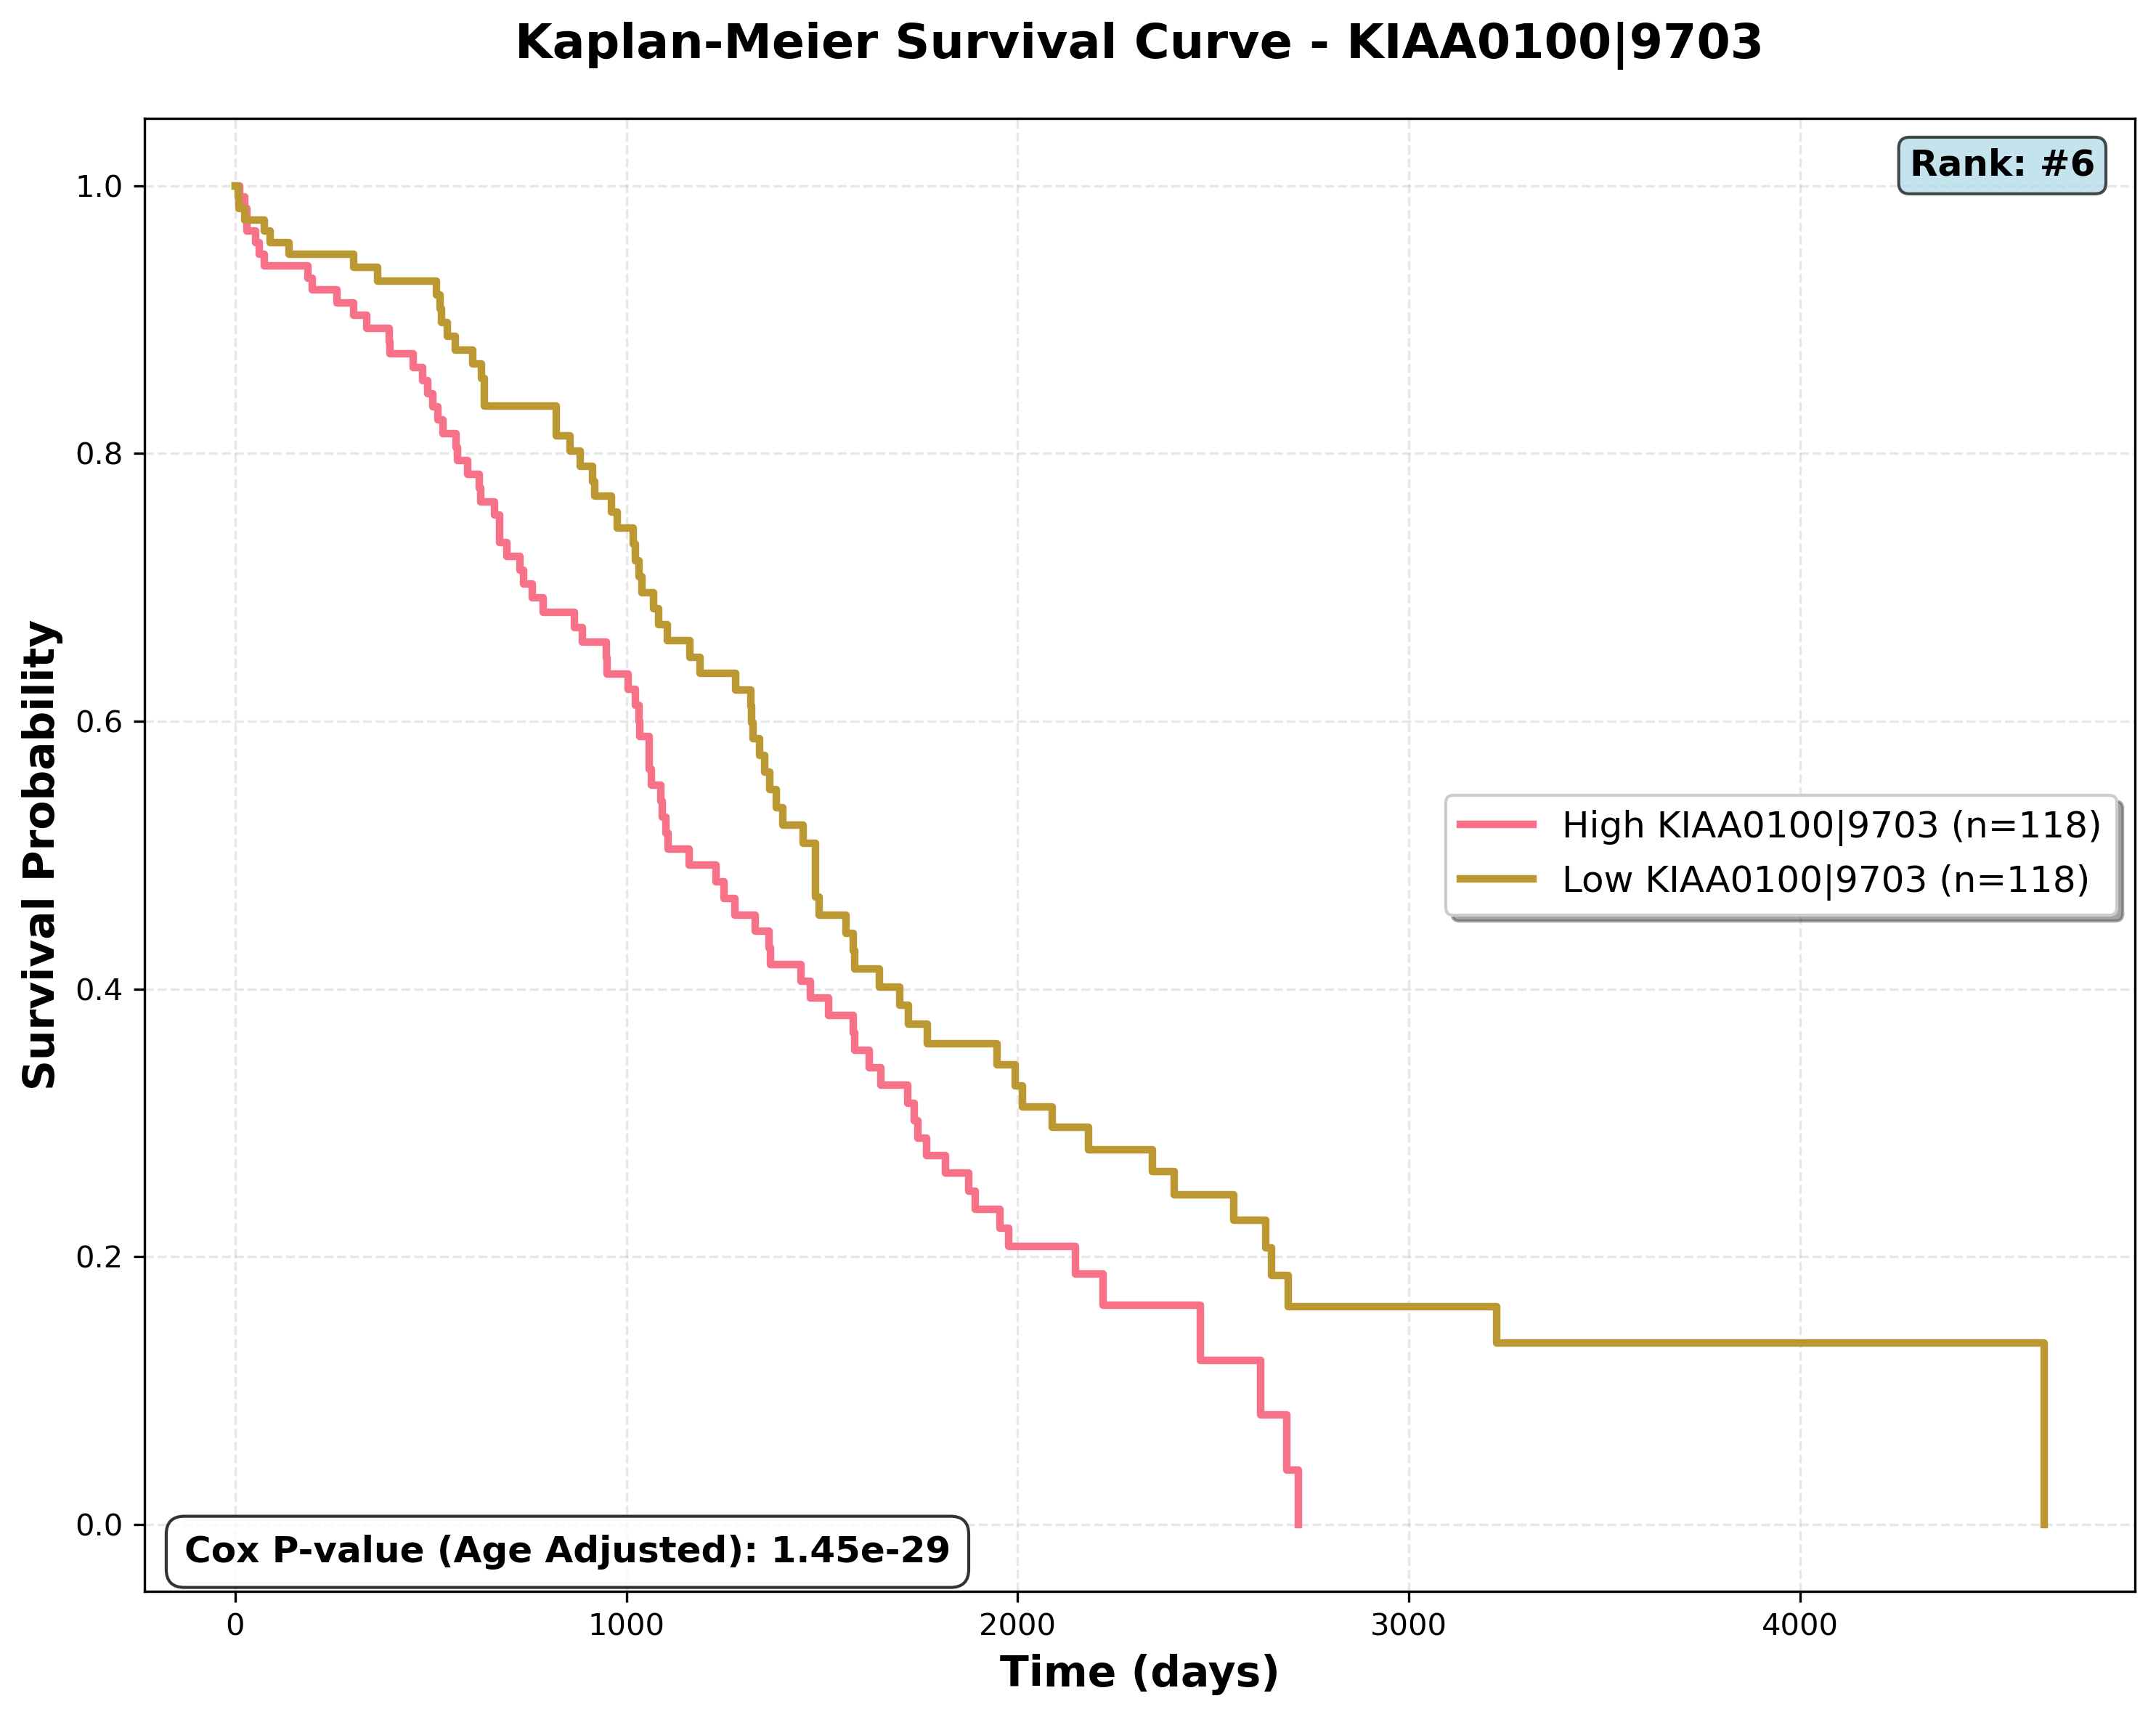 Kaplan-Meier Survival Curve - KIAA0100|9703
Rank: #6
Survival Probability
1.0
0.8
0.6
0.4
0.2
0.0
High KIAA0100|9703 (n=118)
Low KIAA0100|9703 (n=118)
Cox P-value (Age Adjusted): 1.45e-29
0 1000 2000 3000 4000
Time (days)